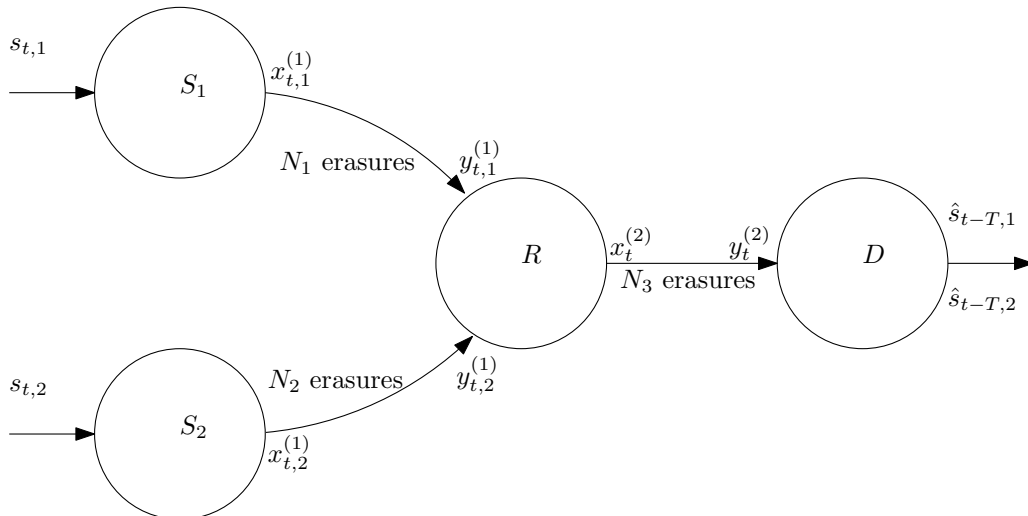 s_{t,1}
S_1
x_{t,1}^{(1)}
N_1 erasures
y_{t,1}^{(1)}
R
x_t^{(2)}
y_t^{(2)}
N_3 erasures
D
ŝ_{t−T,1}
ŝ_{t−T,2}
s_{t,2}
S_2
x_{t,2}^{(1)}
N_2 erasures
y_{t,2}^{(1)}